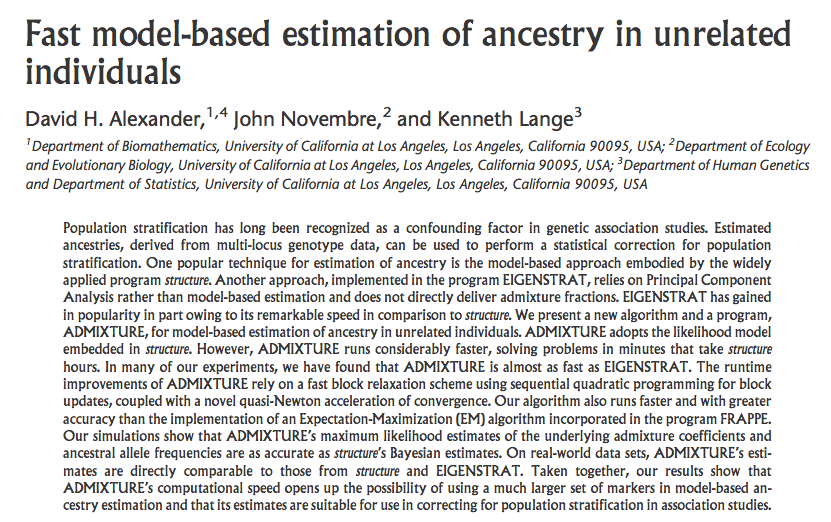 Fast model-based estimation of ancestry in unrelated
individuals
David H. Alexander,1,4 John Novembre,2 and Kenneth Lange3
1Department of Biomathematics, University of California at Los Angeles, Los Angeles, California 90095, USA; 2Department of Ecology
and Evolutionary Biology, University of California at Los Angeles, Los Angeles, California 90095, USA; 3Department of Human Genetics
and Department of Statistics, University of California at Los Angeles, Los Angeles, California 90095, USA
Population stratification has long been recognized as a confounding factor in genetic association studies. Estimated
ancestries, derived from multi-locus genotype data, can be used to perform a statistical correction for population
stratification. One popular technique for estimation of ancestry is the model-based approach embodied by the widely
applied program structure. Another approach, implemented in the program EIGENSTRAT, relies on Principal Component
Analysis rather than model-based estimation and does not directly deliver admixture fractions. EIGENSTRAT has gained
in popularity in part owing to its remarkable speed in comparison to structure. We present a new algorithm and a program,
ADMIXTURE, for model-based estimation of ancestry in unrelated individuals. ADMIXTURE adopts the likelihood model
embedded in structure. However, ADMIXTURE runs considerably faster, solving problems in minutes that take structure
hours. In many of our experiments, we have found that ADMIXTURE is almost as fast as EIGENSTRAT. The runtime
improvements of ADMIXTURE rely on a fast block relaxation scheme using sequential quadratic programming for block
updates, coupled with a novel quasi-Newton acceleration of convergence. Our algorithm also runs faster and with greater
accuracy than the implementation of an Expectation-Maximization (EM) algorithm incorporated in the program FRAPPE.
Our simulations show that ADMIXTURE's maximum likelihood estimates of the underlying admixture coefficients and
ancestral allele frequencies are as accurate as structure's Bayesian estimates. On real-world data sets, ADMIXTURE's esti-
mates are directly comparable to those from structure and EIGENSTRAT. Taken together, our results show that
ADMIXTURE's computational speed opens up the possibility of using a much larger set of markers in model-based an-
cestry estimation and that its estimates are suitable for use in correcting for population stratification in association studies.